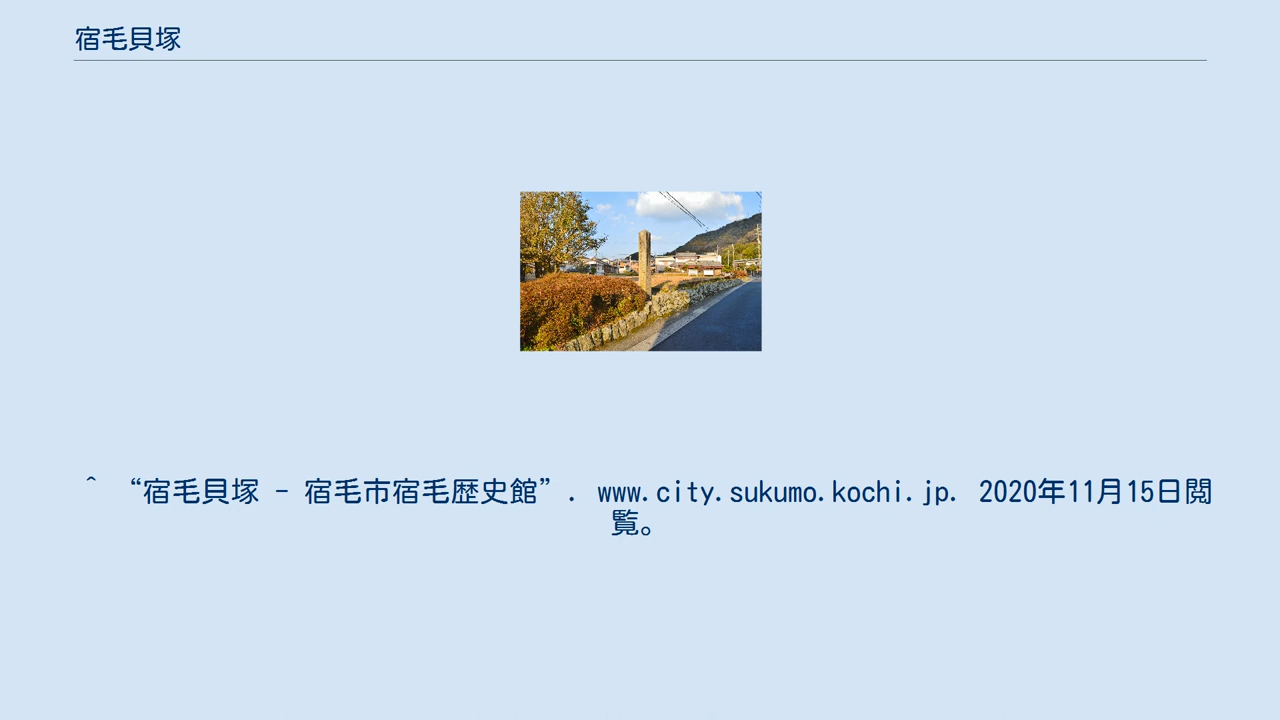 宿毛貝塚
^ “宿毛貝塚 - 宿毛市宿毛歴史館”. www.city.sukumo.kochi.jp. 2020年11月15日閲
覧。